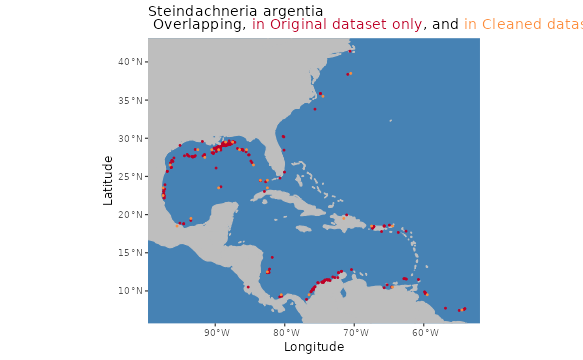 Steindachneria argentia
Overlapping, in Original dataset only, and in Cleaned datas
40°N
35°N
30°N
25°N
20°N
15°N
10°N
Latitude
90°W
80°W
70°W
60°W
Longitude